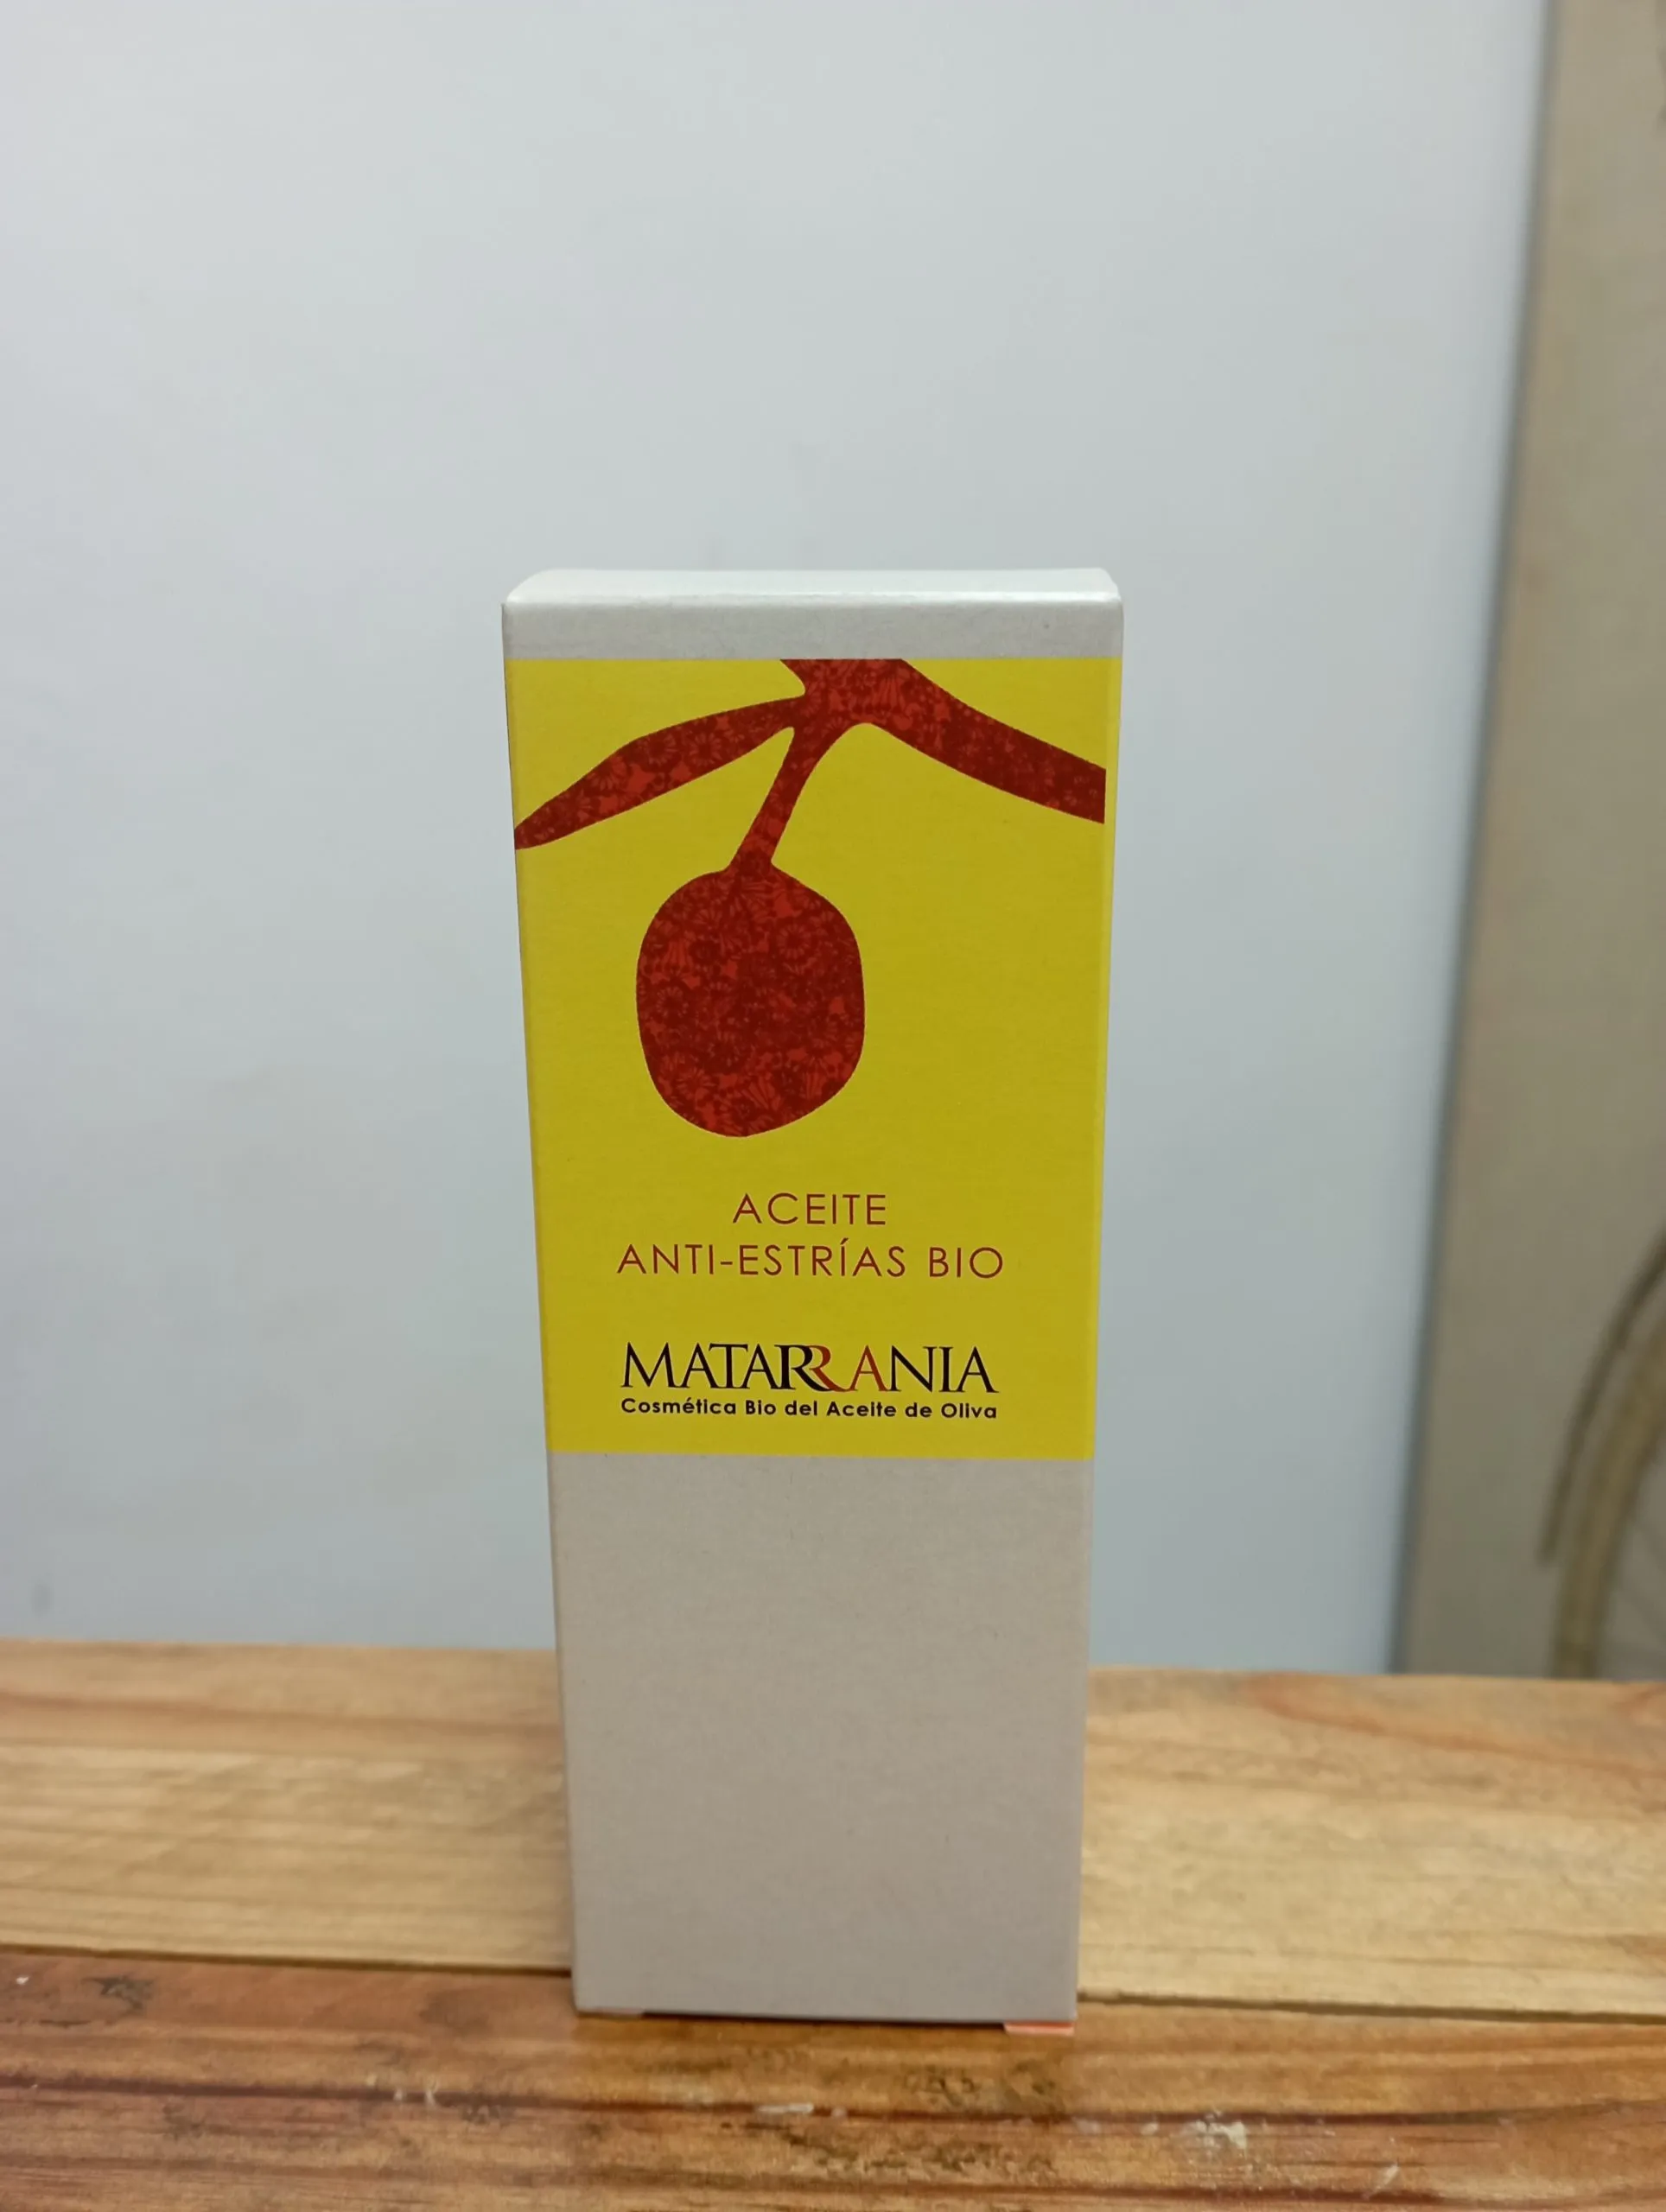 ACEITE
ANTI-ESTRÍAS BIO
MATARRANIA
Cosmética Bio del Aceite de Oliva